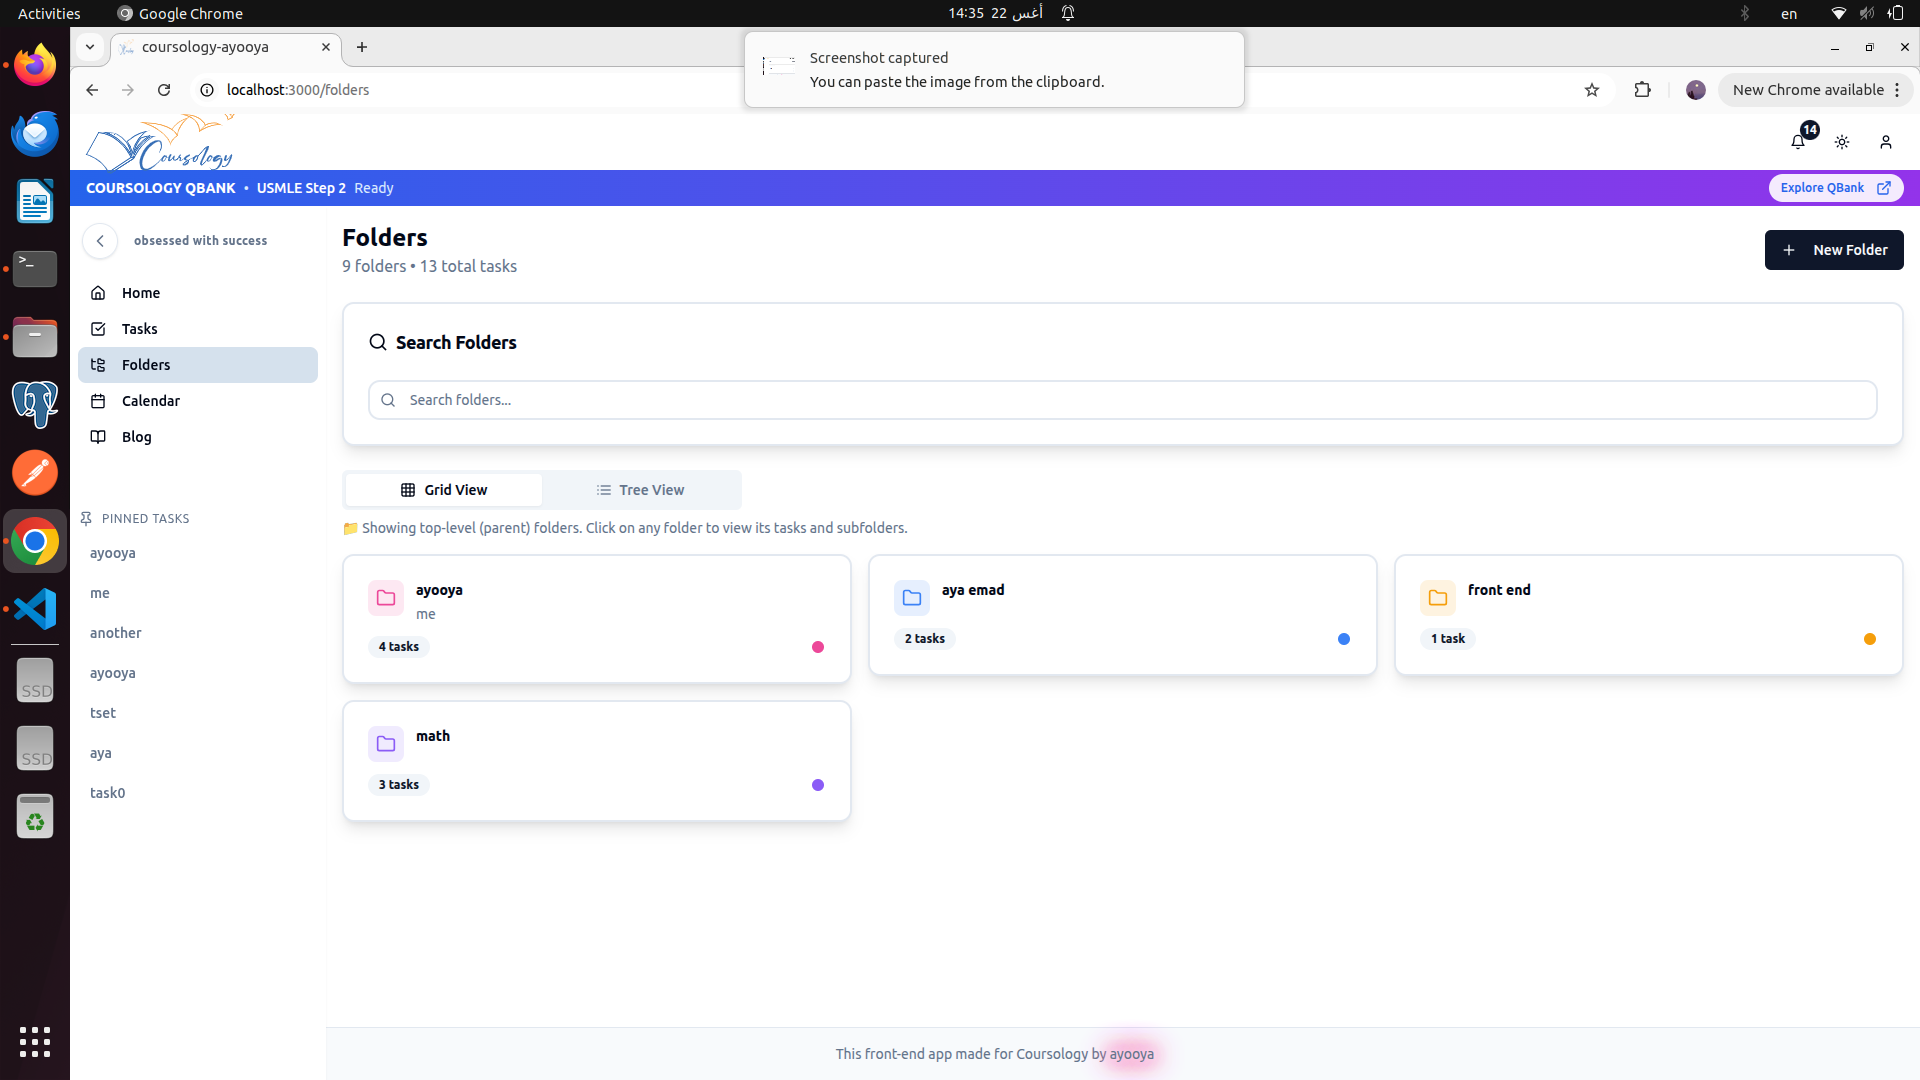 Activities
Google Chrome
14:35 22 أغس
en
coursology-ayooya
Screenshot captured
You can paste the image from the clipboard.
localhost:3000/folders
New Chrome available
Coursology
14
COURSOLOGY QBANK • USMLE Step 2 Ready
Explore QBank
obsessed with success
Home
Tasks
Folders
Calendar
Blog
PINNED TASKS
ayooya
me
another
ayooya
tset
aya
task0
Folders
9 folders • 13 total tasks
New Folder
Search Folders
Search folders...
Grid View
Tree View
📁 Showing top-level (parent) folders. Click on any folder to view its tasks and subfolders.
ayooya
me
4 tasks
aya emad
2 tasks
front end
1 task
math
3 tasks
SSD
SSD
This front-end app made for Coursology by ayooya